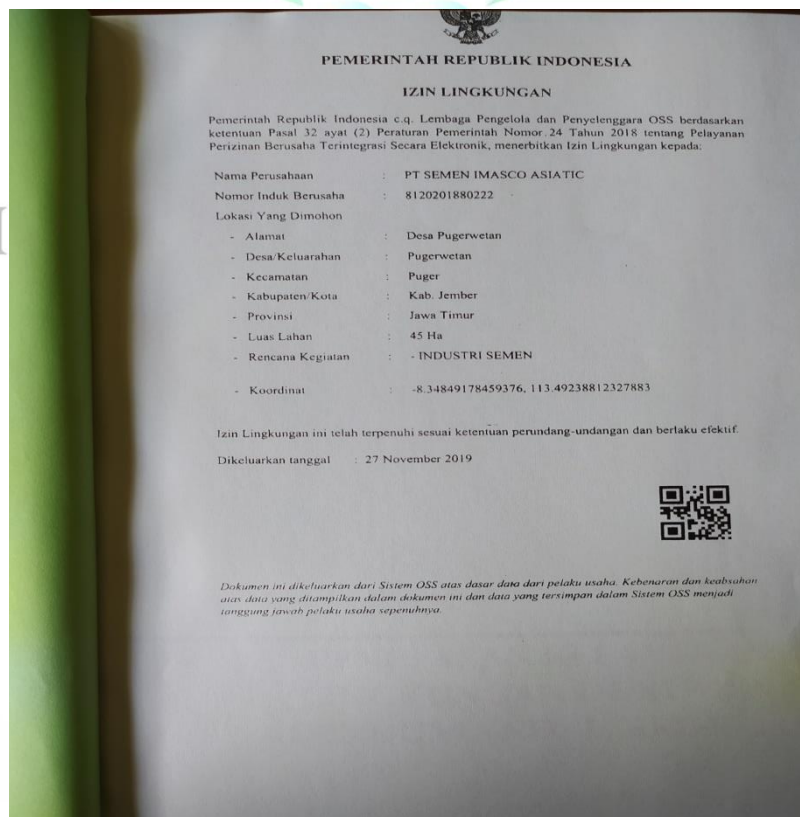 PEMERINTAH REPUBLIK INDONESIA
IZIN LINGKUNGAN
Pemerintah Republik Indonesia c.q. Lembaga Pengelola dan Penyelenggara OSS berdasarkan
ketentuan Pasal 32 ayat (2) Peraturan Pemerintah Nomor 24 Tahun 2018 tentang Pelayanan
Perizinan Berusaha Terintegrasi Secara Elektronik, menerbitkan Izin Lingkungan kepada:
Nama Perusahaan : PT SEMEN IMASCO ASIATIC
Nomor Induk Berusaha : 8120201880222
Lokasi Yang Dimohon
- Alamat : Desa Pugerwetan
- Desa/Keluarahan : Pugerwetan
- Kecamatan : Puger
- Kabupaten/Kota : Kab. Jember
- Provinsi : Jawa Timur
- Luas Lahan : 45 Ha
- Rencana Kegiatan : - INDUSTRI SEMEN
- Koordinat : -8.34849178459376, 113.49238812327883
Izin Lingkungan ini telah terpenuhi sesuai ketentuan perundang-undangan dan berlaku efektif.
Dikeluarkan tanggal : 27 November 2019
Dokumen ini dikeluarkan dari Sistem OSS atas dasar data dari pelaku usaha. Kebenaran dan keabsahan
atas data yang ditampilkan dalam dokumen ini dan data yang tersimpan dalam Sistem OSS menjadi
tanggung jawab pelaku usaha sepenuhnya.